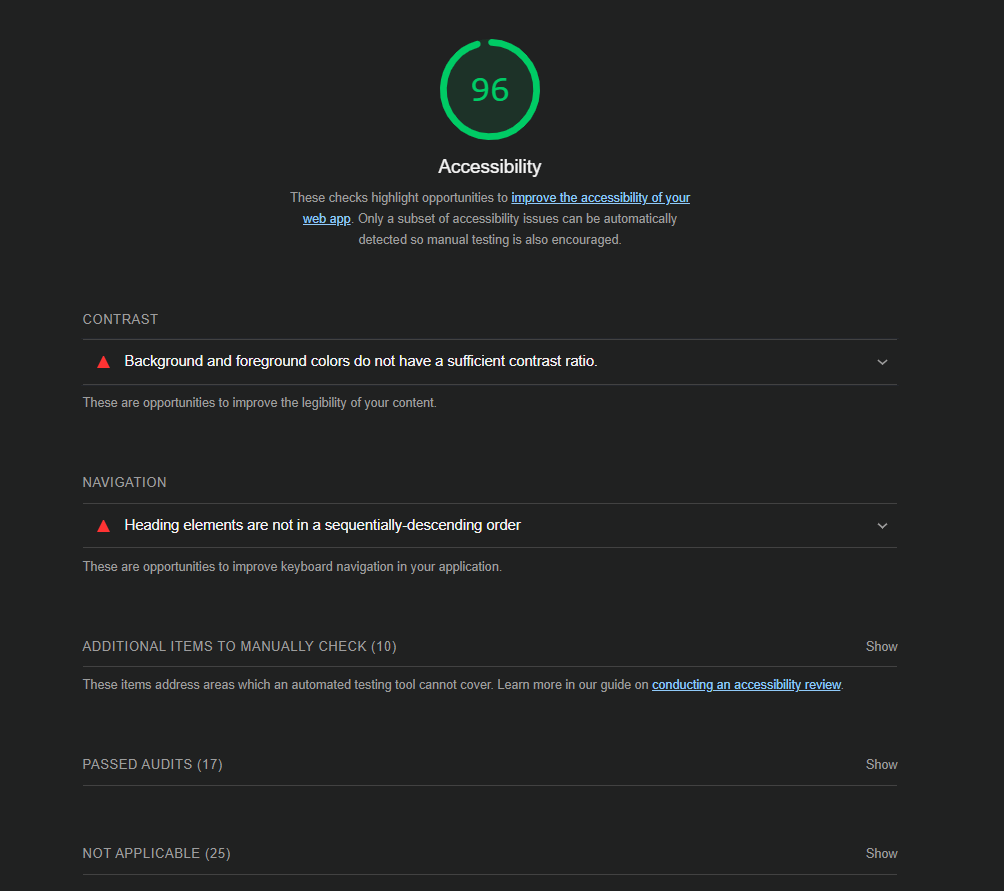 96
Accessibility
These checks highlight opportunities to improve the accessibility of your
web app. Only a subset of accessibility issues can be automatically
detected so manual testing is also encouraged.
CONTRAST
Background and foreground colors do not have a sufficient contrast ratio.
These are opportunities to improve the legibility of your content.
NAVIGATION
Heading elements are not in a sequentially-descending order
These are opportunities to improve keyboard navigation in your application.
ADDITIONAL ITEMS TO MANUALLY CHECK (10) Show
These items address areas which an automated testing tool cannot cover. Learn more in our guide on conducting an accessibility review.
PASSED AUDITS (17) Show
NOT APPLICABLE (25) Show